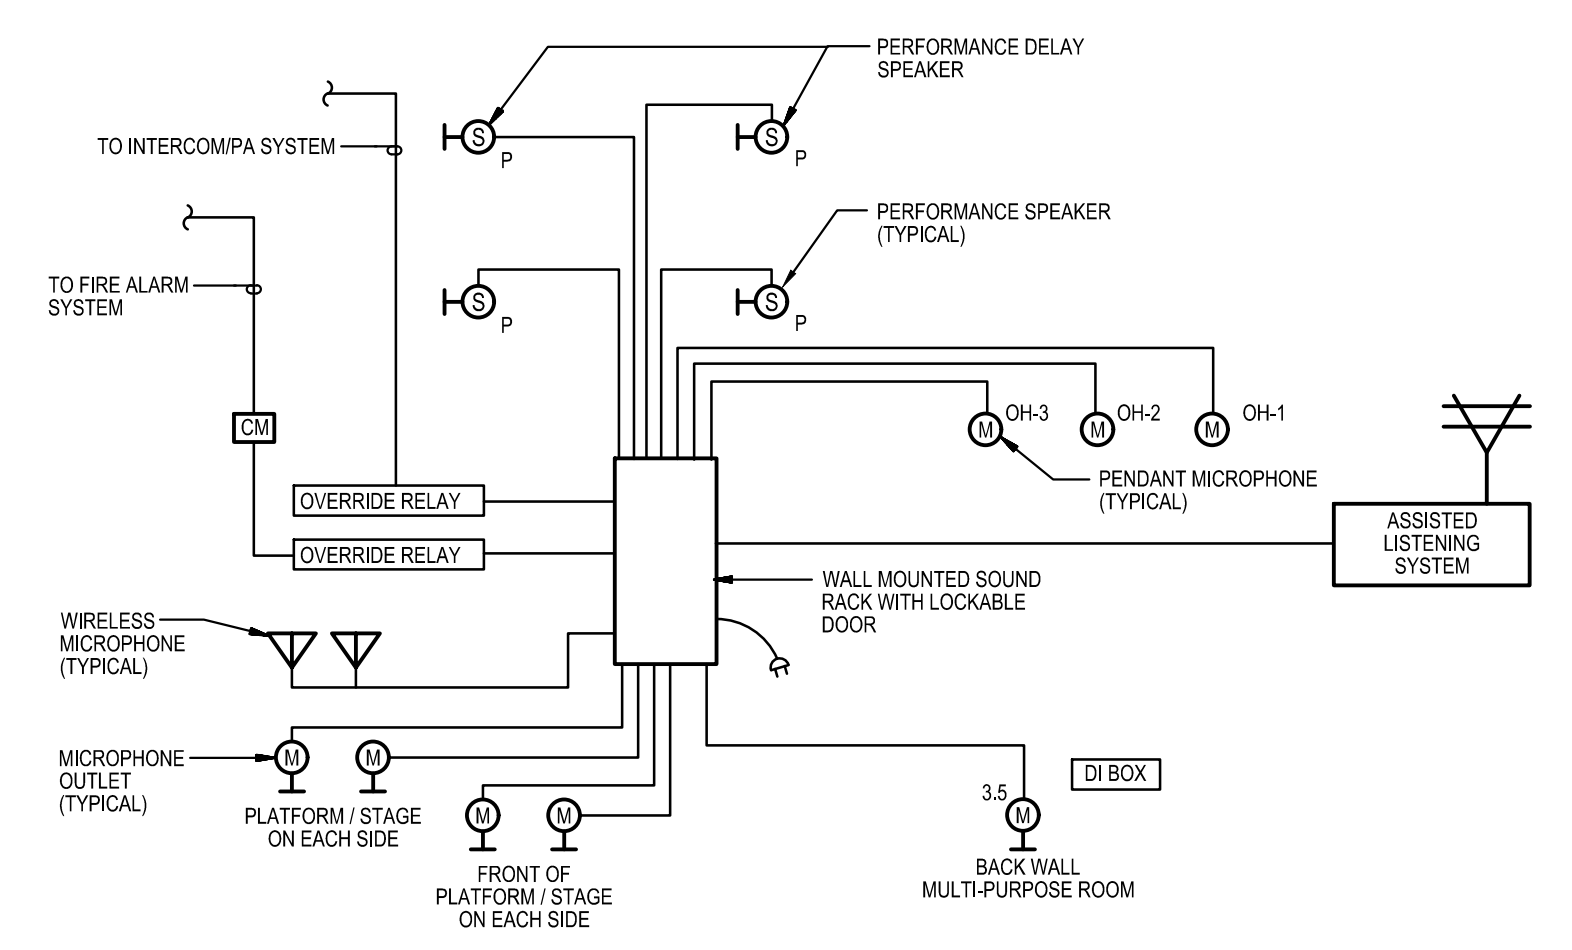 PERFORMANCE DELAY
SPEAKER
TO INTERCOM/PA SYSTEM
S
P
S
P
PERFORMANCE SPEAKER
(TYPICAL)
TO FIRE ALARM
SYSTEM
S
P
S
P
CM
M
OH-3
M
OH-2
M
OH-1
PENDANT MICROPHONE
(TYPICAL)
OVERRIDE RELAY
OVERRIDE RELAY
ASSISTED
LISTENING
SYSTEM
WALL MOUNTED SOUND
RACK WITH LOCKABLE
DOOR
WIRELESS
MICROPHONE
(TYPICAL)
MICROPHONE
OUTLET
(TYPICAL)
M
M
PLATFORM / STAGE
ON EACH SIDE
M
M
FRONT OF
PLATFORM / STAGE
ON EACH SIDE
DI BOX
3.5
M
BACK WALL
MULTI-PURPOSE ROOM